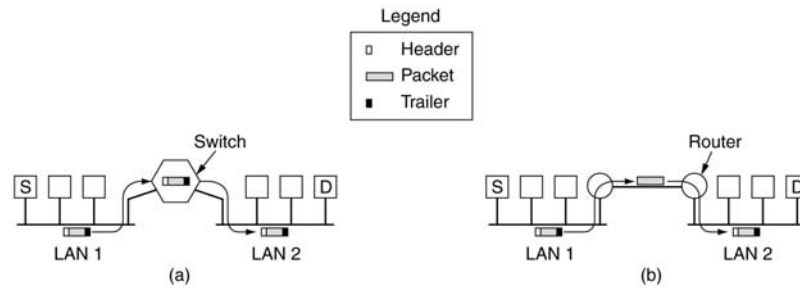 Legend
Header
Packet
Trailer
Switch
S
D
LAN 1
LAN 2
(a)
Router
S
D
LAN 1
LAN 2
(b)